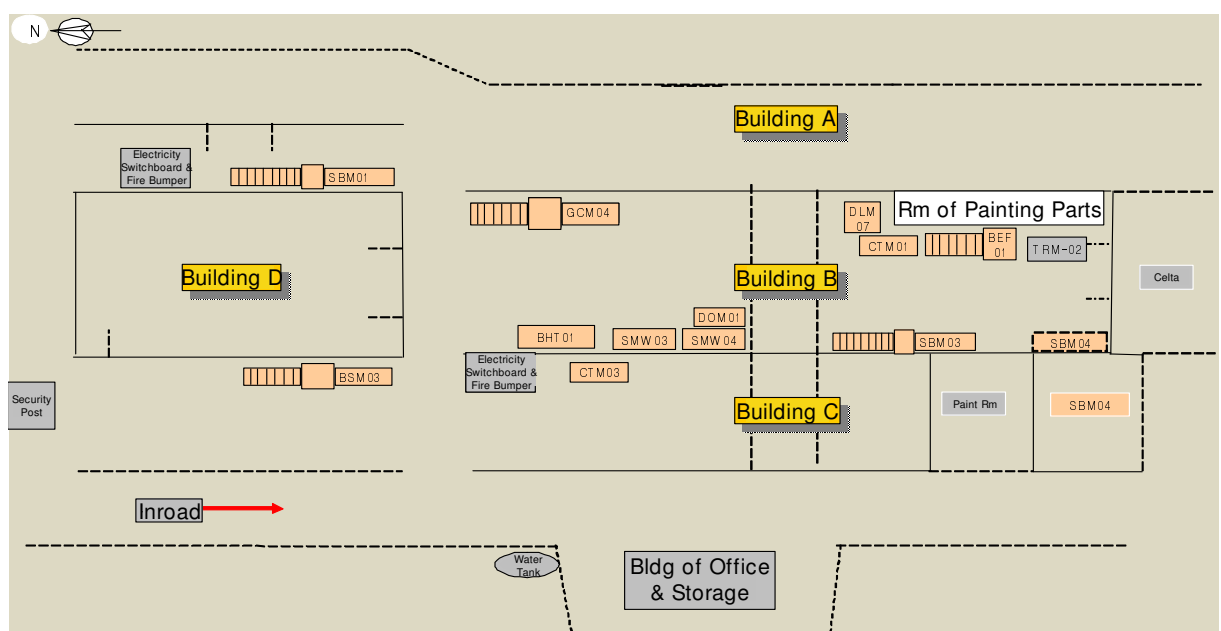 N
Building A
Electricity
Switchboard &
Fire Bumper
SBM01
GCM04
DLM
07
Rm of Painting Parts
CTM01
BEF
01
TRM-02
Building D
Building B
Celta
DOM01
BHT01
SMW03
SMW04
SBM03
SBM04
Electricity
Switchboard &
Fire Bumper
CTM03
BSM03
Security
Post
Building C
Paint Rm
SBM04
Inroad
Water
Tank
Bldg of Office
& Storage